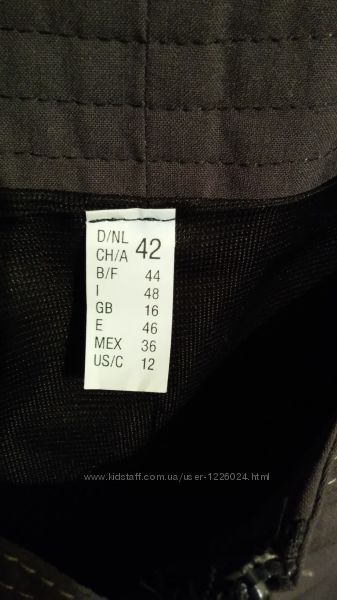 D/NL
CH/A 42
B/F 44
I 48
GB 16
E 46
MEX 36
US/C 12
www.kidstaff.com.ua/user-1226024.html